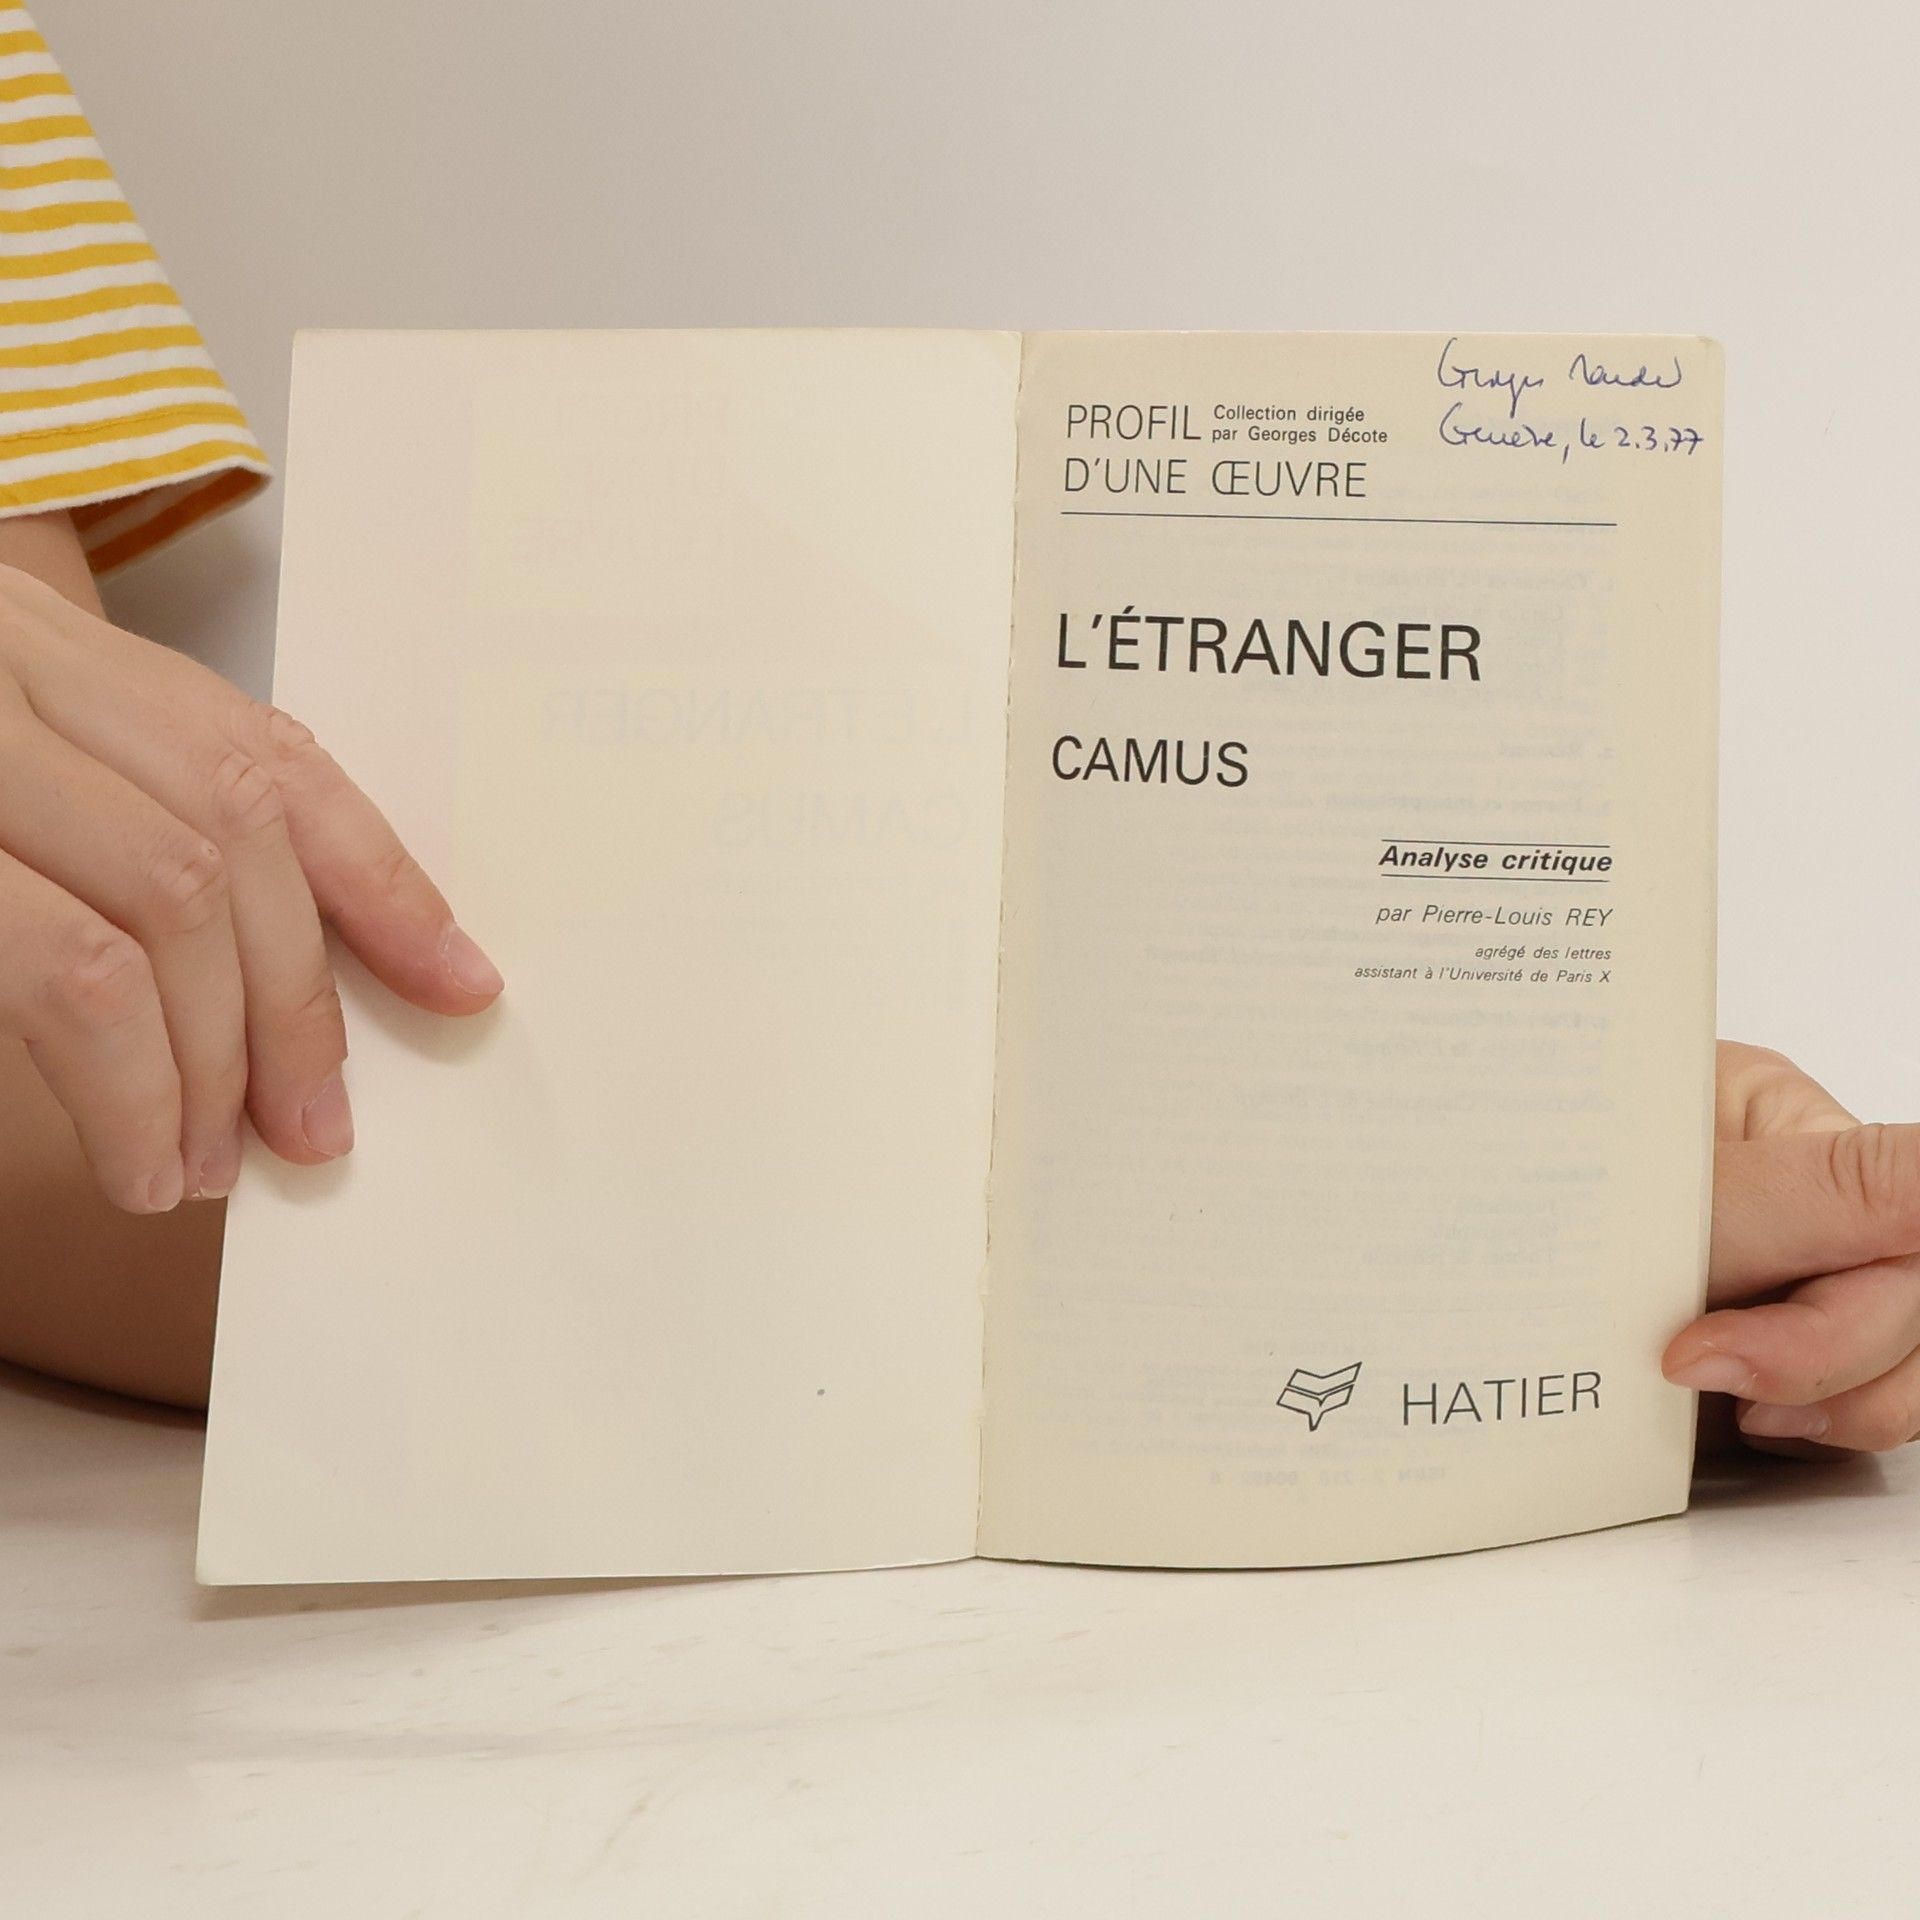 Georges
Genève, le 2.3.77
PROFIL Collection dirigée
par Georges Décote
D'UNE ŒUVRE
L'ÉTRANGER
CAMUS
Analyse critique
par Pierre-Louis REY
agrégé des lettres
assistant à l'Université de Paris X
HATIER